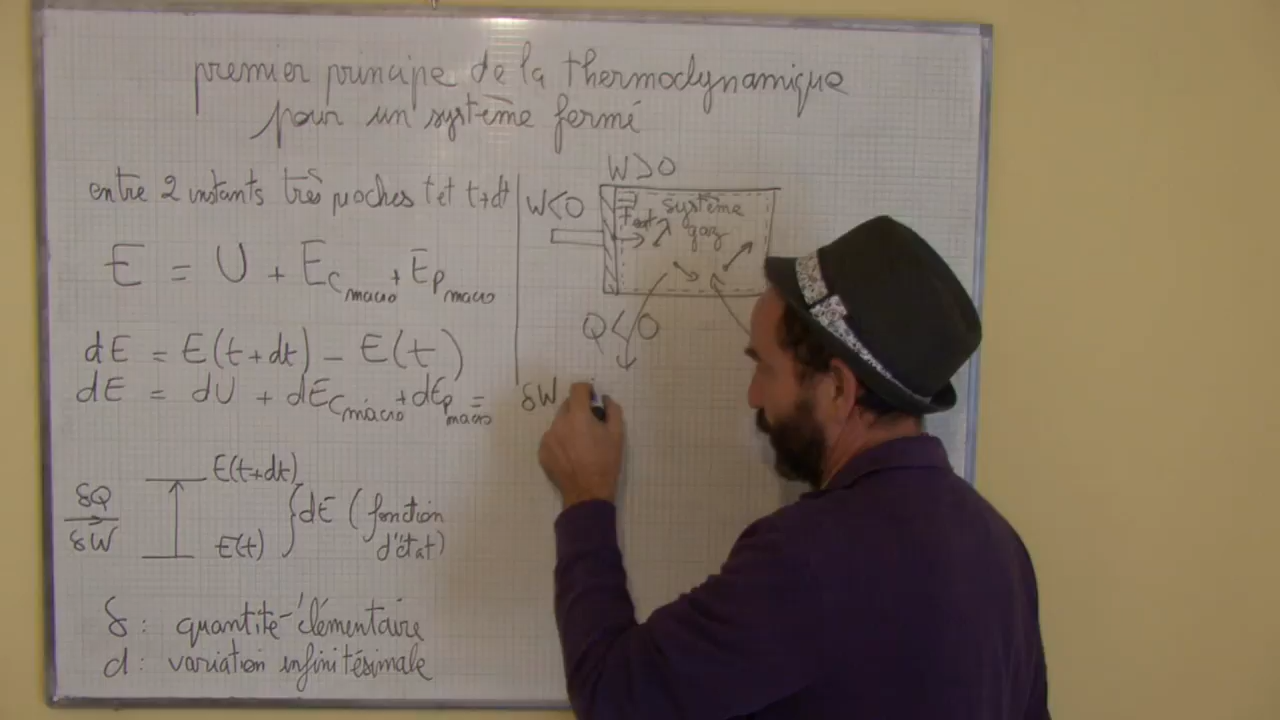 premier principe de la thermodynamique
pour un système fermé
entre 2 instants très proches t et t+dt
E = U + Ec macro + Ep macro
dE = E(t+dt) - E(t)
dE = dU + dEc macro + dEp macro =
δQ
δW
E(t+dt)
E(t)
dE (fonction
d'état)
δ : quantité élémentaire
d : variation infinitésimale
W>0
W<0
Fext
système
gaz
Q<0
δW